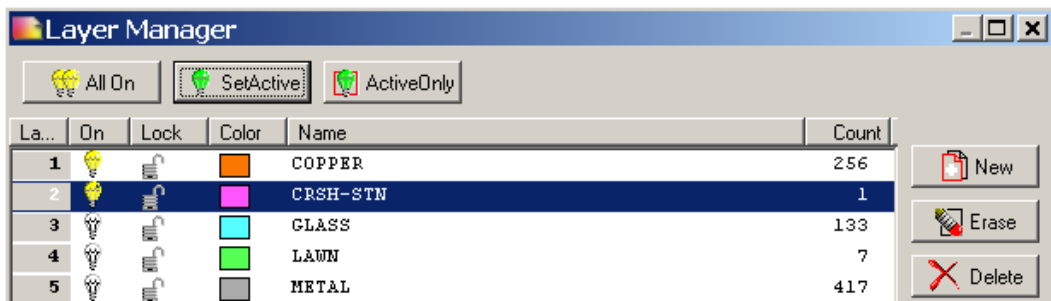 Layer Manager
All On SetActive ActiveOnly
La... On Lock Color Name Count
1 COPPER 256
New
2 CRSH-STN 1
3 GLASS 133
Erase
4 LAWN 7
5 METAL 417
Delete